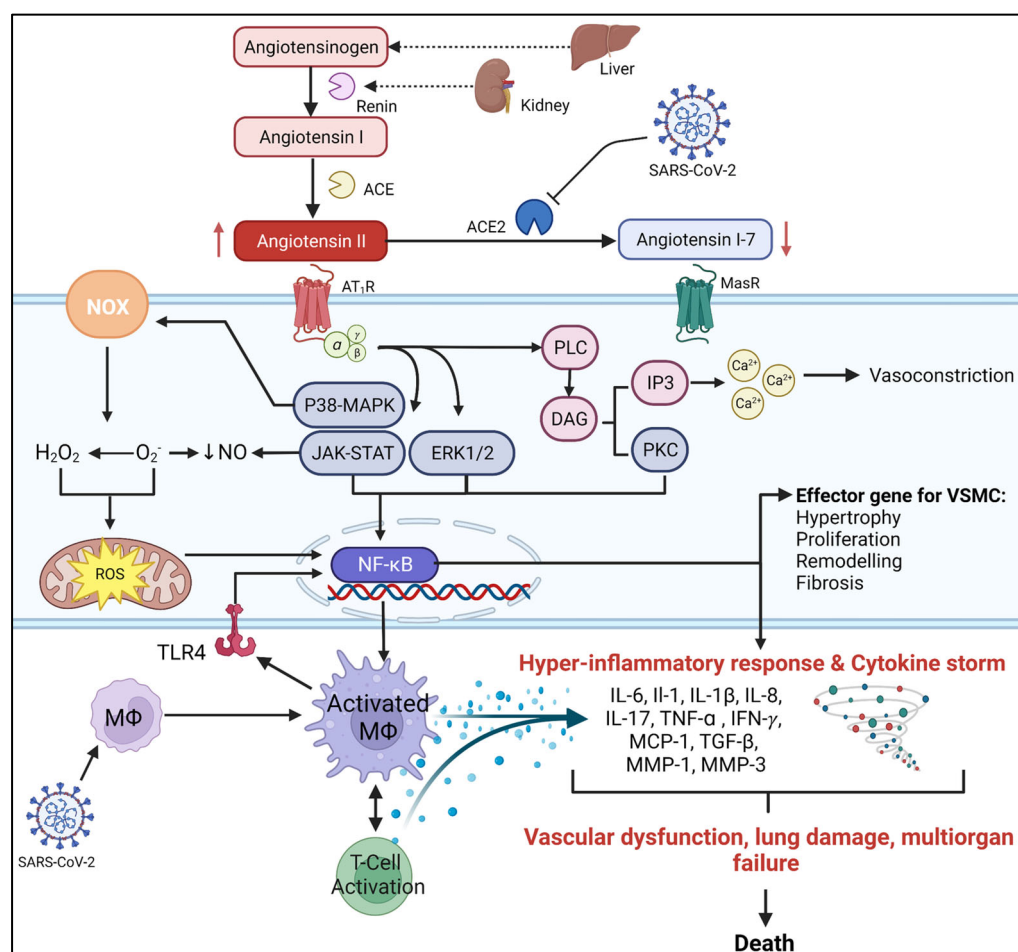 Angiotensinogen
Liver
Renin
Kidney
Angiotensin I
SARS-CoV-2
ACE
ACE2
Angiotensin II
Angiotensin I-7
AT₁R
MasR
NOX
α
γ
β
PLC
IP3
Ca²⁺
Ca²⁺
Ca²⁺
Vasoconstriction
P38-MAPK
DAG
H₂O₂
O₂⁻
↓NO
JAK-STAT
ERK1/2
PKC
Effector gene for VSMC:
Hypertrophy
Proliferation
Remodelling
Fibrosis
ROS
NF-κB
TLR4
Hyper-inflammatory response & Cytokine storm
IL-6, Il-1, IL-1β, IL-8,
IL-17, TNF-α , IFN-γ,
MCP-1, TGF-β,
MMP-1, MMP-3
MΦ
Activated
MΦ
SARS-CoV-2
T-Cell
Activation
Vascular dysfunction, lung damage, multiorgan
failure
Death